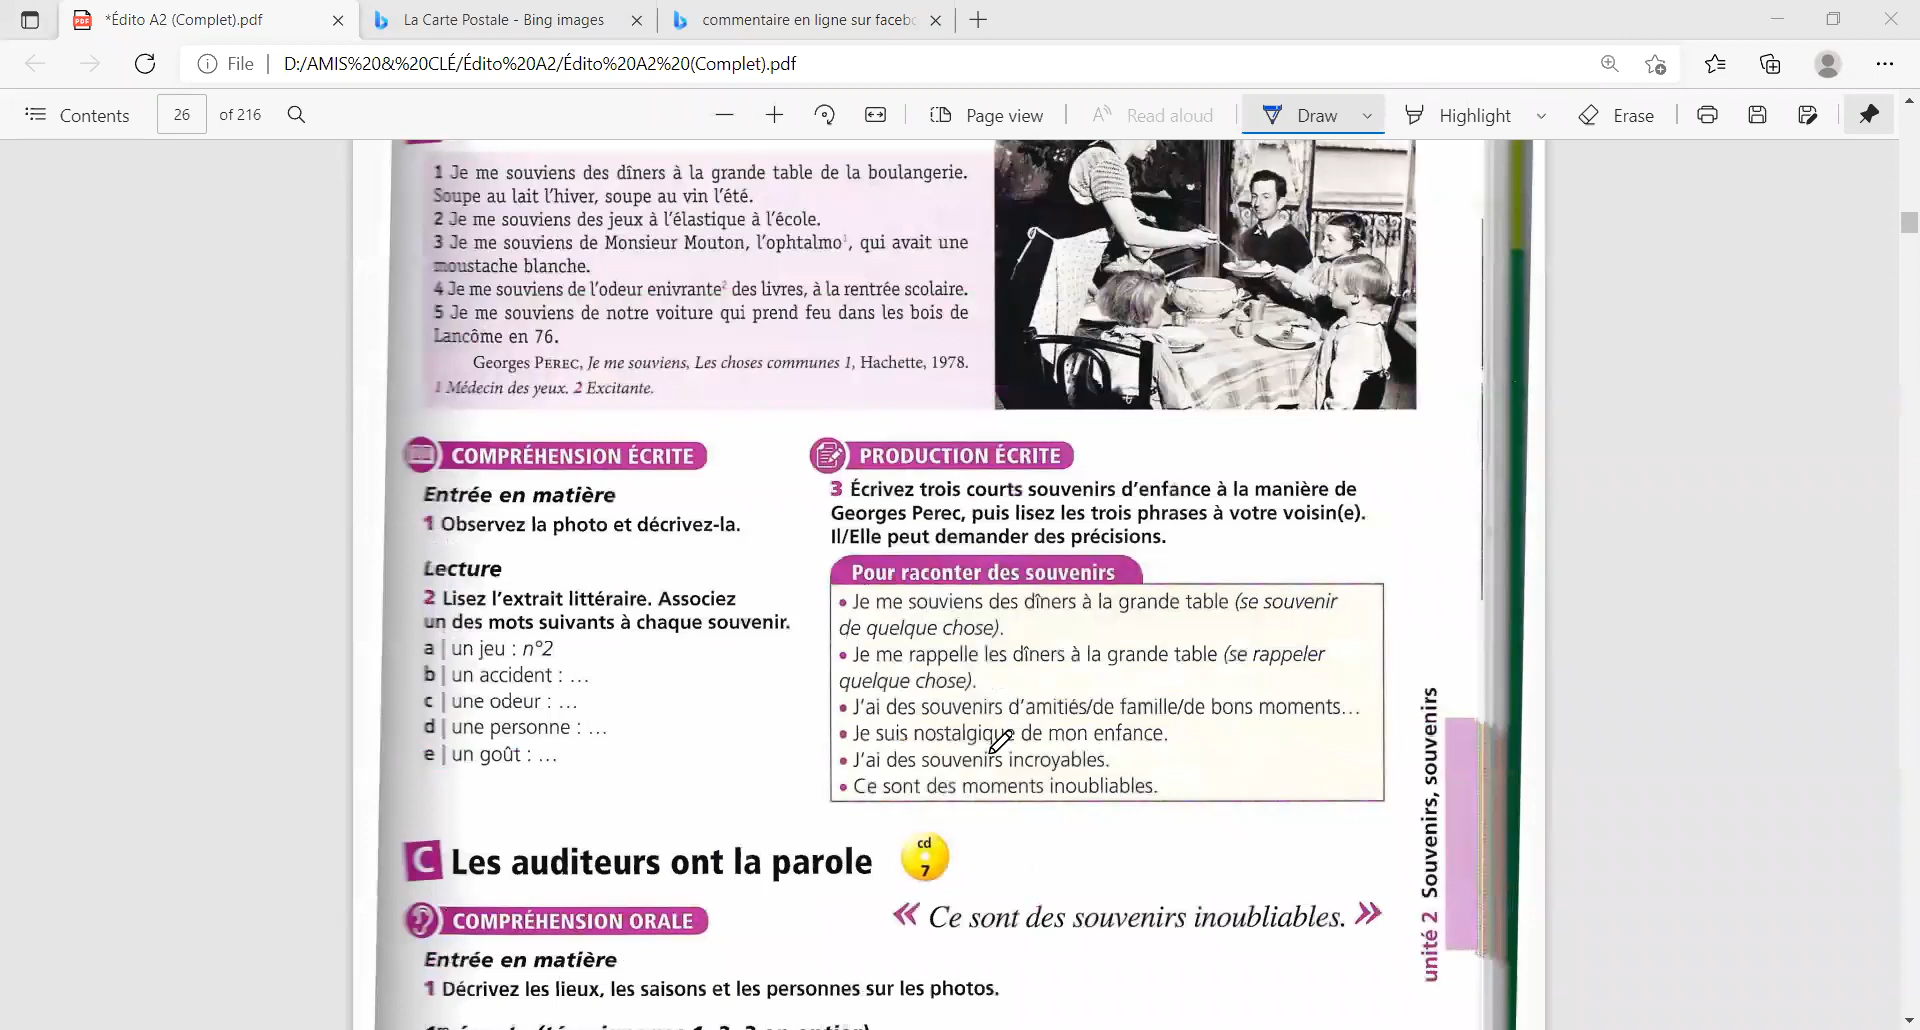 *Édito A2 (Complet).pdf
La Carte Postale - Bing images
commentaire en ligne sur facebo
File
D:/AMIS%20&%20CLÉ/Édito%20A2/Édito%20A2%20(Complet).pdf
Contents
26
of 216
Page view
Read aloud
Draw
Highlight
Erase
1 Je me souviens des dîners à la grande table de la boulangerie.
Soupe au lait l'hiver, soupe au vin l'été.
2 Je me souviens des jeux à l'élastique à l'école.
3 Je me souviens de Monsieur Mouton, l'ophtalmo¹, qui avait une
moustache blanche.
4 Je me souviens de l'odeur enivrante² des livres, à la rentrée scolaire.
5 Je me souviens de notre voiture qui prend feu dans les bois de
Lancôme en 76.
Georges PEREC, Je me souviens, Les choses communes 1, Hachette, 1978.
1 Médecin des yeux. 2 Excitante.
COMPRÉHENSION ÉCRITE
Entrée en matière
1 Observez la photo et décrivez-la.
Lecture
2 Lisez l'extrait littéraire. Associez
un des mots suivants à chaque souvenir.
a | un jeu : n°2
b | un accident : …
c | une odeur : …
d | une personne : …
e | un goût : …
PRODUCTION ÉCRITE
3 Écrivez trois courts souvenirs d'enfance à la manière de
Georges Perec, puis lisez les trois phrases à votre voisin(e).
Il/Elle peut demander des précisions.
Pour raconter des souvenirs
• Je me souviens des dîners à la grande table (se souvenir
de quelque chose).
• Je me rappelle les dîners à la grande table (se rappeler
quelque chose).
• J'ai des souvenirs d'amitiés/de famille/de bons moments…
• Je suis nostalgique de mon enfance.
• J'ai des souvenirs incroyables.
• Ce sont des moments inoubliables.
unité 2 Souvenirs, souvenirs
C Les auditeurs ont la parole
cd
7
COMPRÉHENSION ORALE
« Ce sont des souvenirs inoubliables. »
Entrée en matière
1 Décrivez les lieux, les saisons et les personnes sur les photos.